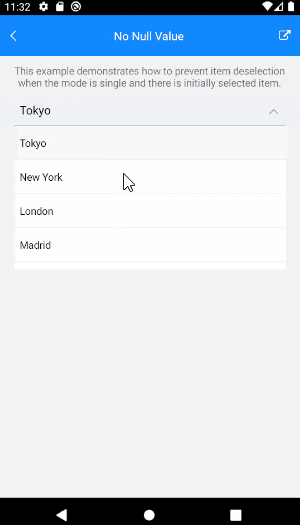 11:32
No Null Value
This example demonstrates how to prevent item deselection
when the mode is single and there is initially selected item.
Tokyo
Tokyo
New York
London
Madrid